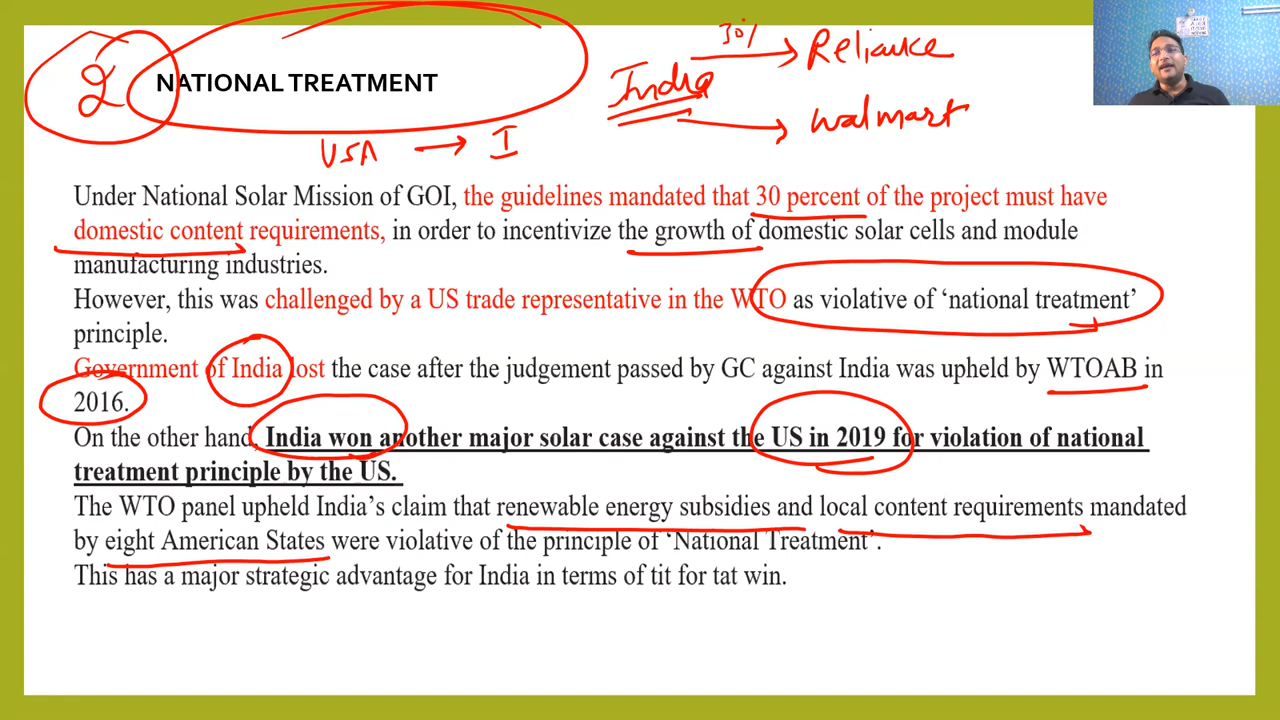 2 NATIONAL TREATMENT
India 30% Reliance
Walmart
USA → I
Under National Solar Mission of GOI, the guidelines mandated that 30 percent of the project must have
domestic content requirements, in order to incentivize the growth of domestic solar cells and module
manufacturing industries.
However, this was challenged by a US trade representative in the WTO as violative of ‘national treatment’
principle.
Government of India lost the case after the judgement passed by GC against India was upheld by WTOAB in
2016.
On the other hand, India won another major solar case against the US in 2019 for violation of national
treatment principle by the US.
The WTO panel upheld India’s claim that renewable energy subsidies and local content requirements mandated
by eight American States were violative of the principle of ‘National Treatment’.
This has a major strategic advantage for India in terms of tit for tat win.